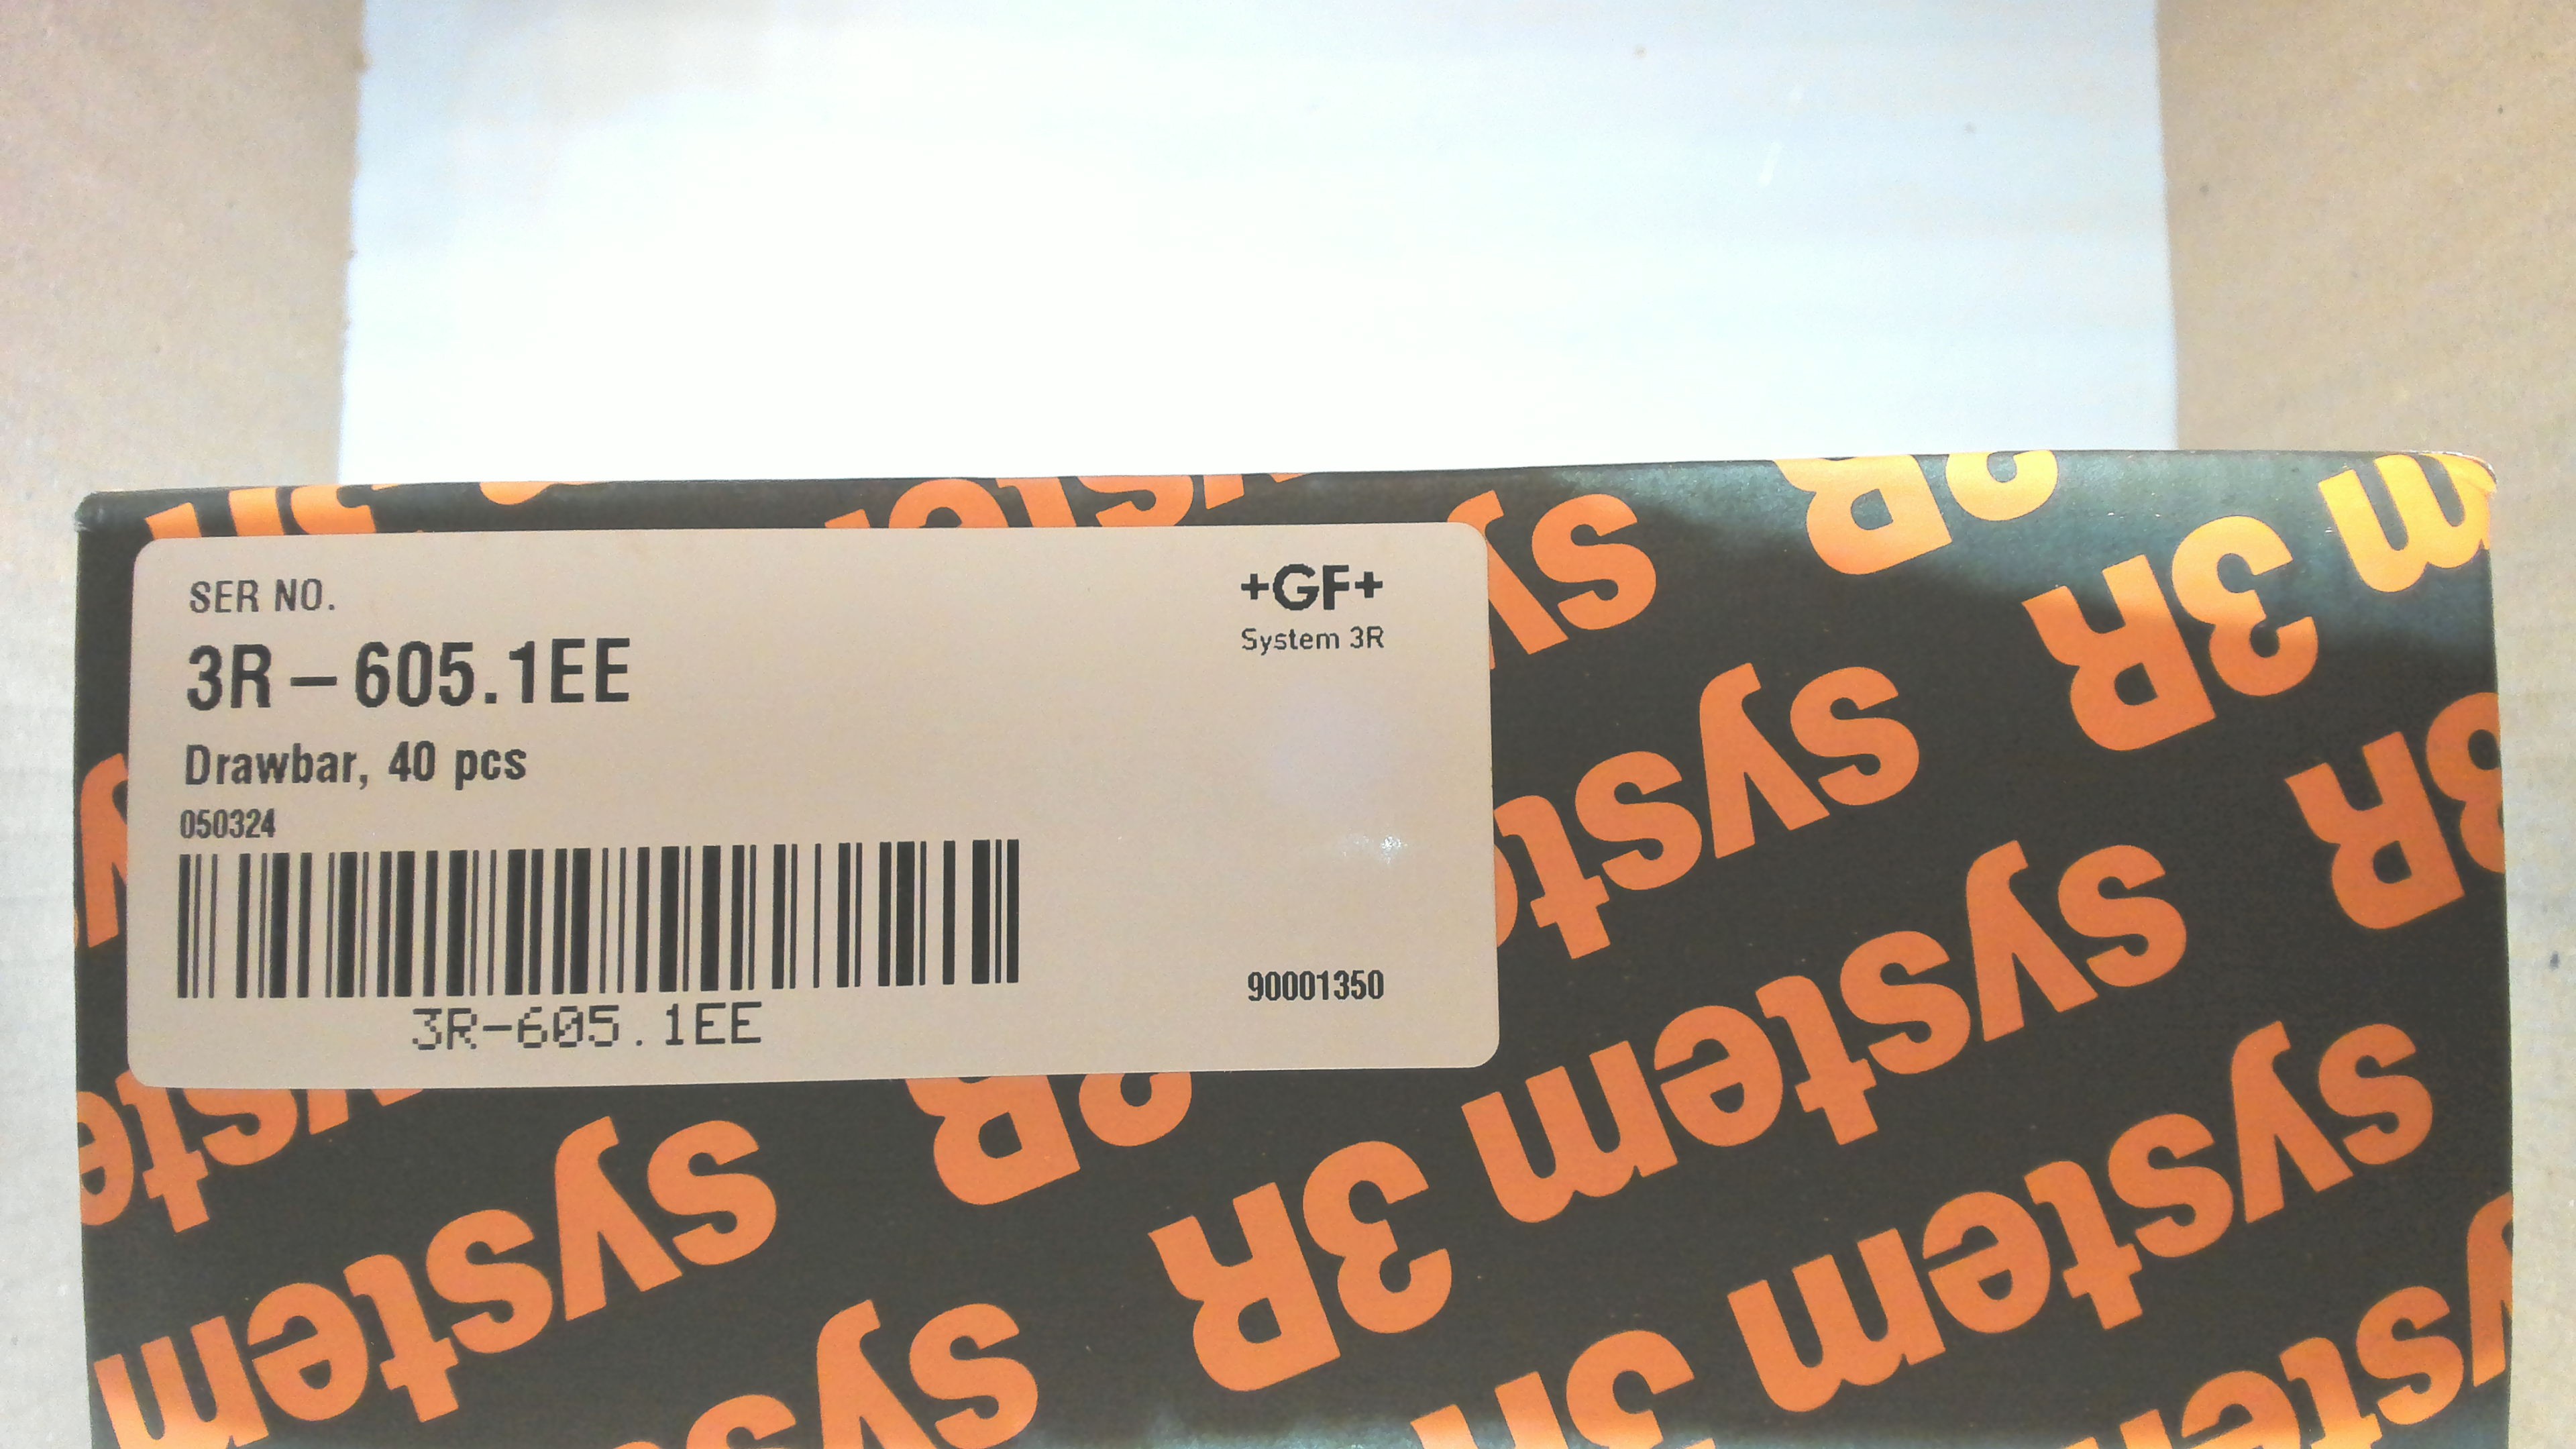 SER NO.
+GF+
System 3R
3R-605.1EE
Drawbar, 40 pcs
050324
3R-605.1EE
90001350
system
3R
system 3R
system 3R
system 3R
system